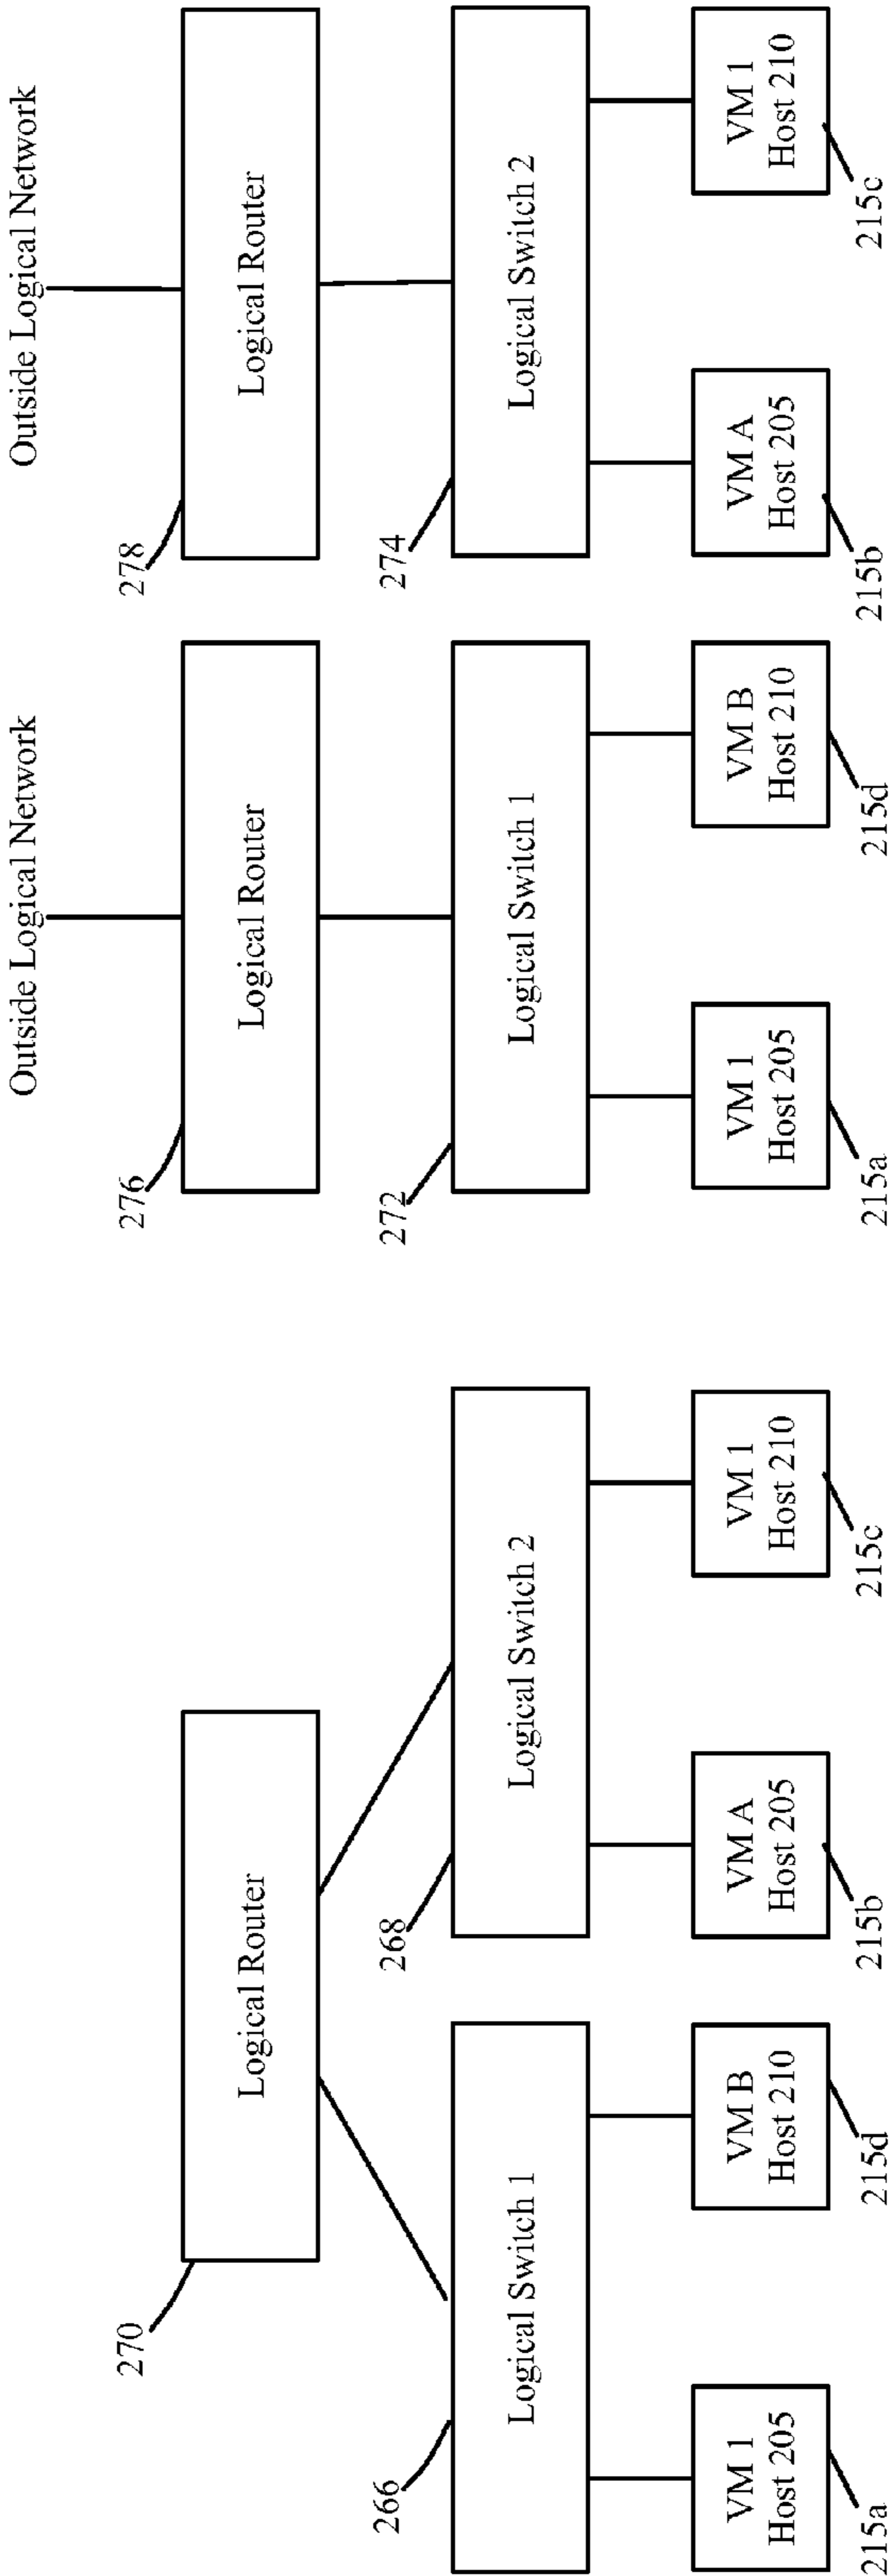 Outside Logical Network
Outside Logical Network
270
Logical Router
276
Logical Router
278
Logical Router
266
Logical Switch 1
268
Logical Switch 2
272
Logical Switch 1
274
Logical Switch 2
VM 1
Host 205
VM B
Host 210
VM A
Host 205
VM 1
Host 210
VM 1
Host 205
VM B
Host 210
VM A
Host 205
VM 1
Host 210
215a
215d
215b
215c
215a
215d
215b
215c